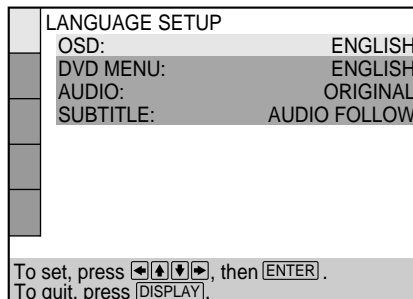 LANGUAGE SETUP
OSD: ENGLISH
DVD MENU: ENGLISH
AUDIO: ORIGINAL
SUBTITLE: AUDIO FOLLOW
To set, press ←↑↓→, then ENTER.
To quit, press DISPLAY.